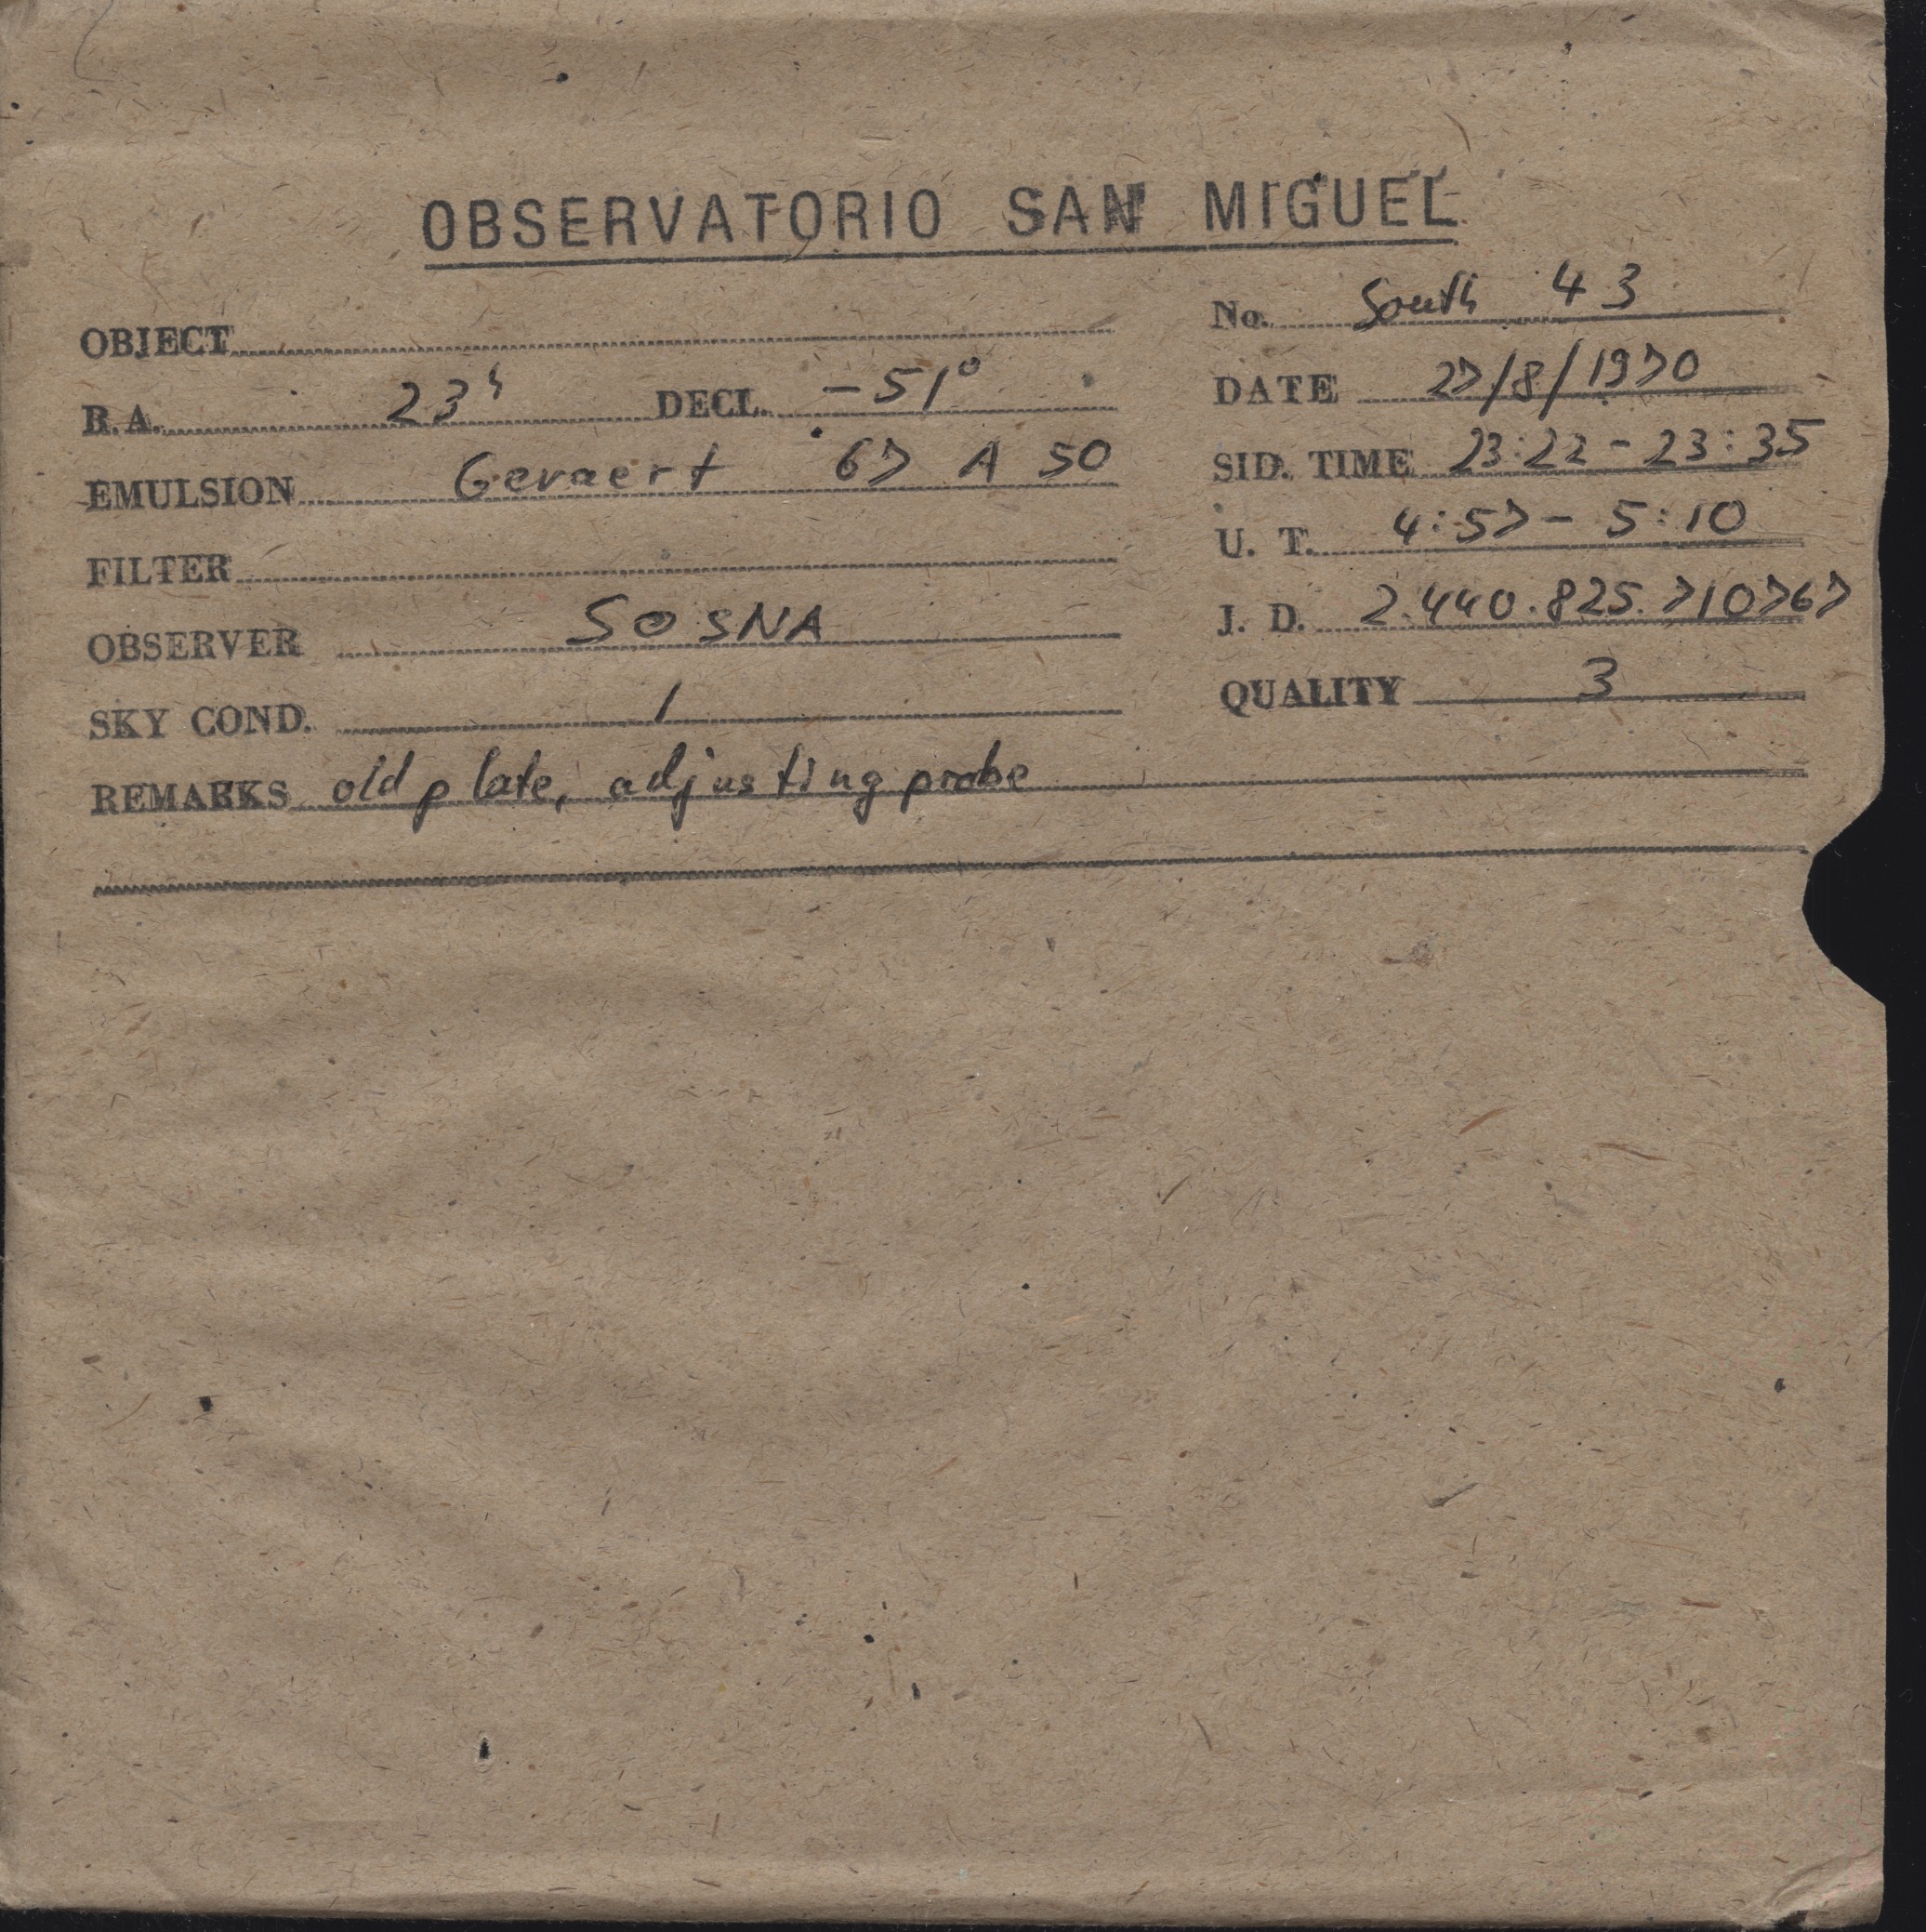 OBSERVATORIO SAN MIGUEL
OBJECT
No. South 43
R.A. 23h DECL. -51°
DATE 27/8/1970
EMULSION Gevaert 67 A 50
SID. TIME 23:22 - 23:35
FILTER
U. T. 4:57 - 5:10
OBSERVER SOSNA
J. D. 2.440.825.710767
SKY COND. 1
QUALITY 3
REMARKS old plate, adjusting probe